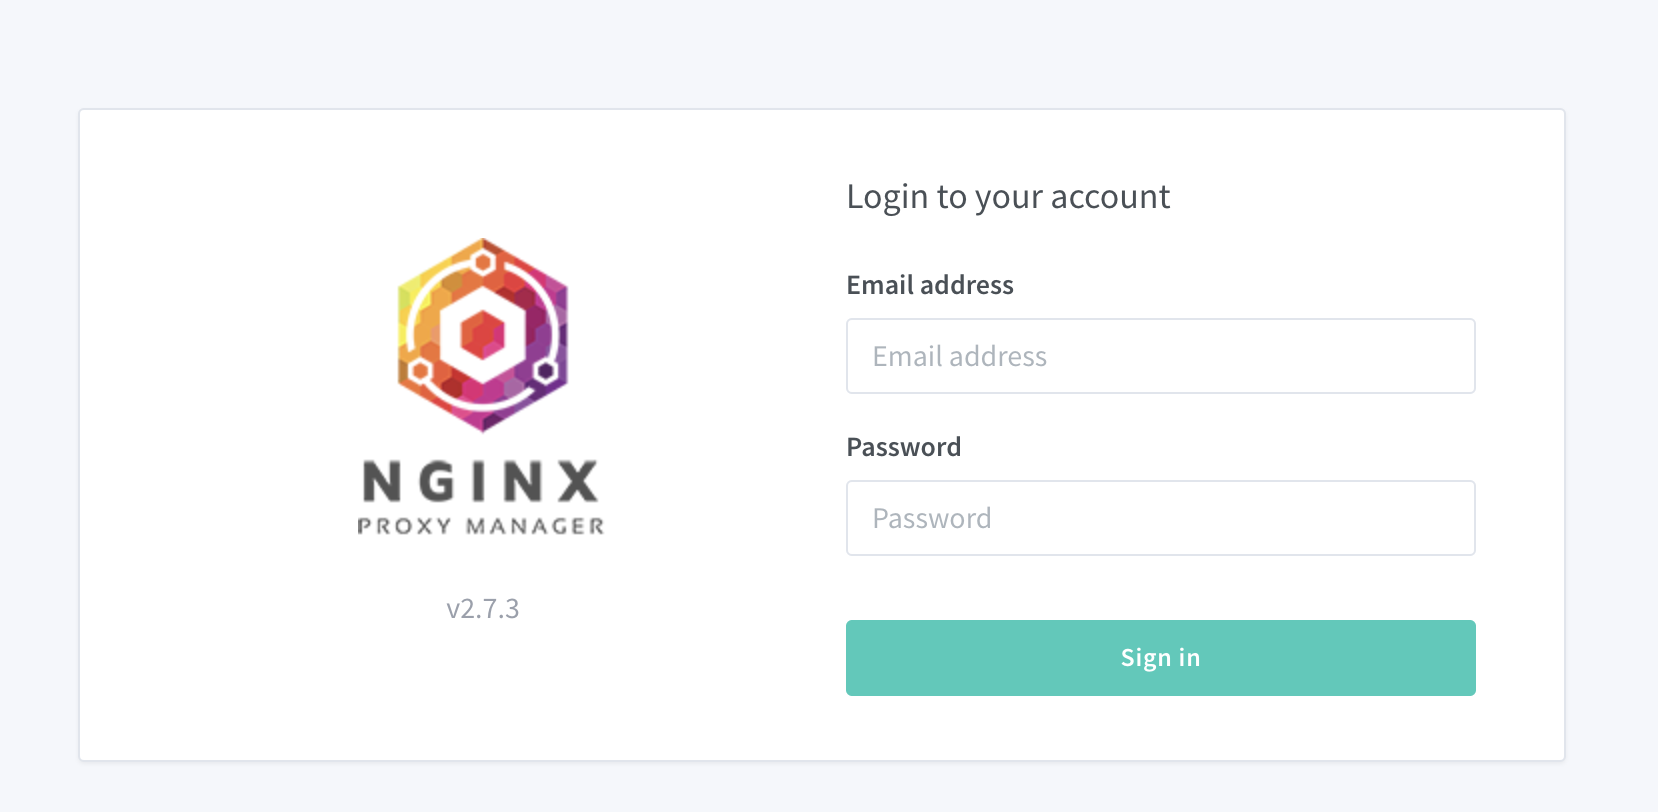 NGINX
PROXY MANAGER
v2.7.3
Login to your account
Email address
Email address
Password
Password
Sign in